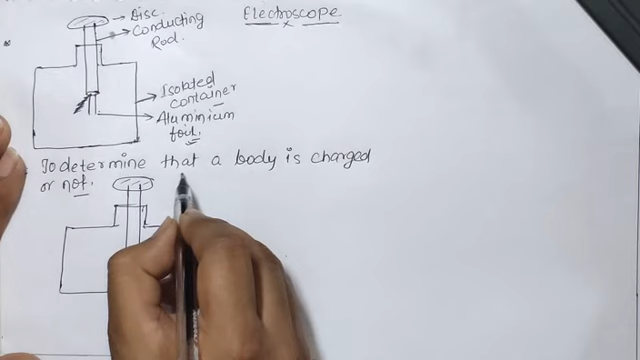 Electroscope
Disc.
Conducting
Rod.
Isolated
container
Aluminium
foil.
To determine that a body is charged
or not.